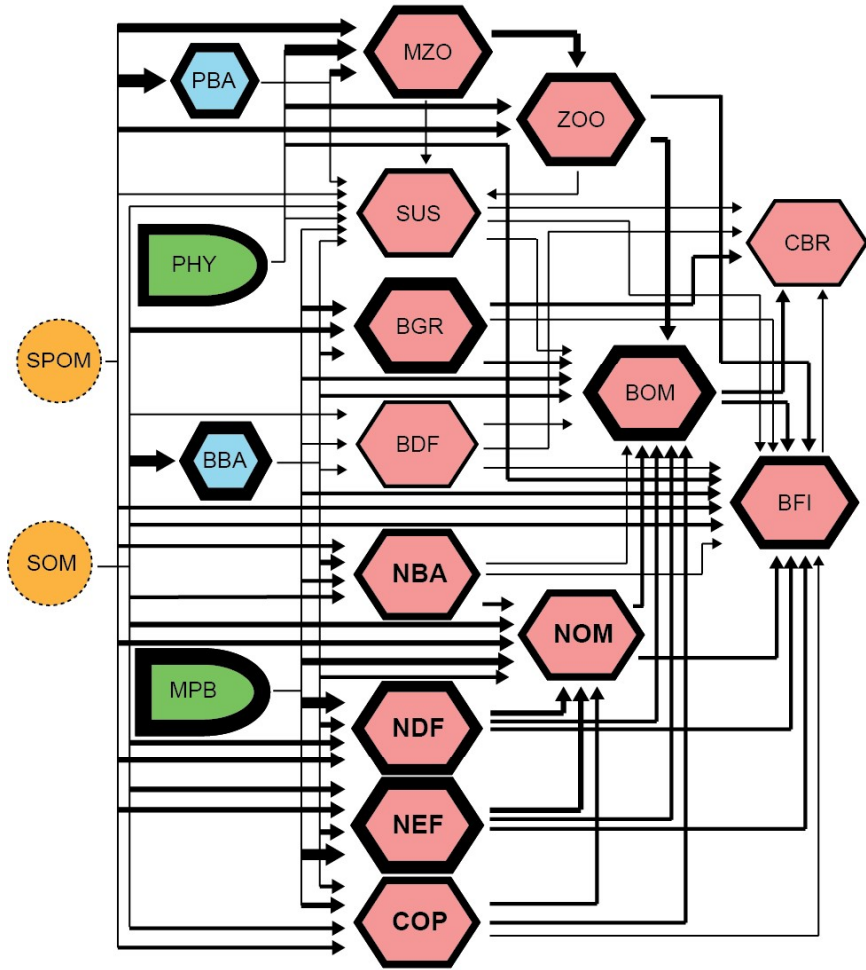 MZO
PBA
ZOO
SUS
PHY
CBR
BGR
SPOM
BOM
BDF
BBA
BFI
SOM
NBA
NOM
MPB
NDF
NEF
COP